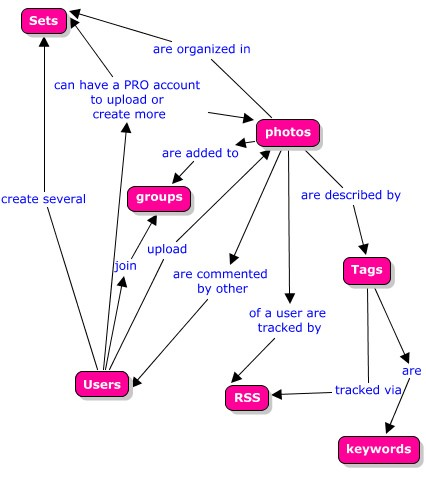 Sets
are organized in
can have a PRO account
to upload or
create more
photos
are added to
groups
are described by
create several
upload
join
are commented
by other
Tags
of a user are
tracked by
are
Users
RSS
tracked via
keywords